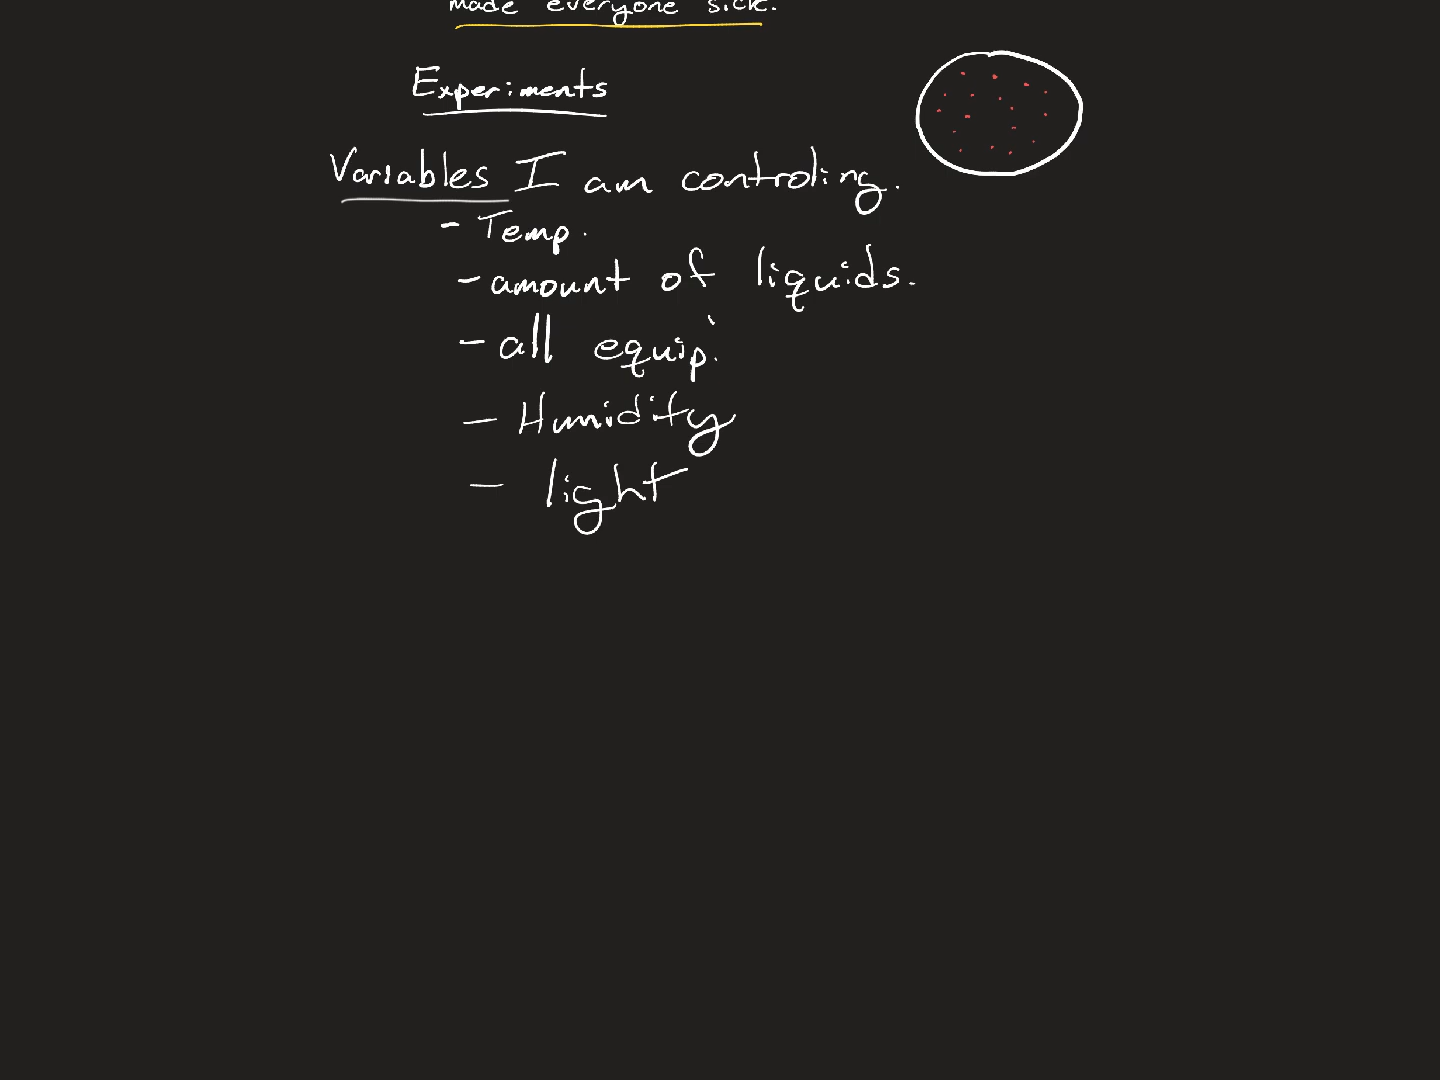 made everyone sick.
Experiments
Variables I am controling.
- Temp.
- amount of liquids.
- all equip.
- Humidity
- light